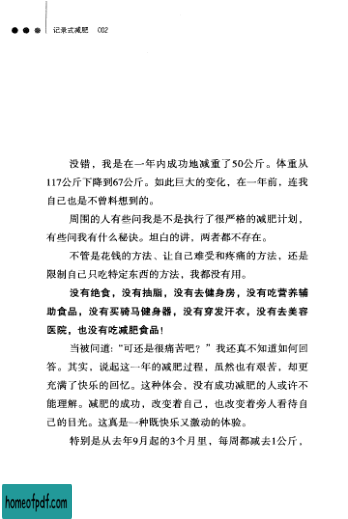 记录式减肥 002
没错，我是在一年内成功地减重了50公斤。体重从
117公斤下降到67公斤。如此巨大的变化，在一年前，连我
自己也是不曾料想到的。
周围的人有些问我是不是执行了很严格的减肥计划，
有些问我有什么秘诀。坦白的讲，两者都不存在。
不管是花钱的方法、让自己难受和疼痛的方法，还是
限制自己只吃特定东西的方法，我都没有用。
没有绝食，没有抽脂，没有去健身房，没有吃营养辅
助食品，没有买骑马健身器，没有穿发汗衣，没有去美容
医院，也没有吃减肥食品！
当被问道：“可还是很痛苦吧？”我还真不知道如何回
答。其实，说起这一年的减肥过程，虽然也有艰苦，却更
充满了快乐的回忆。这种体会，没有成功减肥的人或许不
能理解。减肥的成功，改变着自己，也改变着旁人看待自
己的目光。这真是一种既快乐又激动的体验。
特别是从去年9月起的3个月里，每周都减去1公斤，
homeofpdf.com